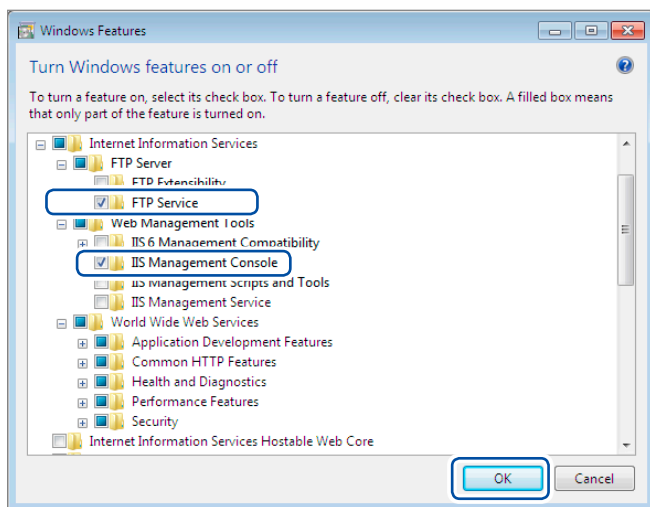 Windows Features
Turn Windows features on or off
To turn a feature on, select its check box. To turn a feature off, clear its check box. A filled box means
that only part of the feature is turned on.
Internet Information Services
FTP Server
FTP Extensibility
FTP Service
Web Management Tools
IIS 6 Management Compatibility
IIS Management Console
IIS Management Scripts and Tools
IIS Management Service
World Wide Web Services
Application Development Features
Common HTTP Features
Health and Diagnostics
Performance Features
Security
Internet Information Services Hostable Web Core
OK Cancel